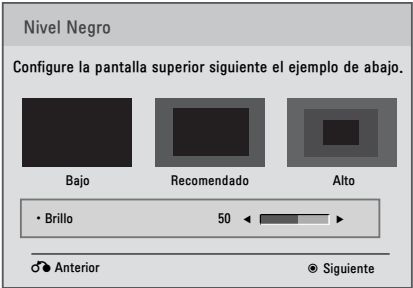 Nivel Negro
Configure la pantalla superior siguiente el ejemplo de abajo.
Bajo Recomendado Alto
• Brillo 50
Anterior Siguiente